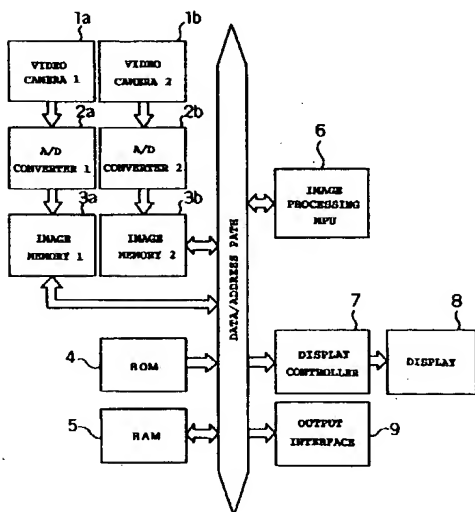 1a
1b
VIDEO
CAMERA 1
VIDEO
CAMERA 2
2a
2b
A/D
CONVERTER 1
A/D
CONVERTER 2
3a
3b
IMAGE
MEMORY 1
IMAGE
MEMORY 2
DATA/ADDRESS PATH
6
IMAGE
PROCESSING
MPU
4
ROM
7
DISPLAY
CONTROLLER
8
DISPLAY
5
RAM
OUTPUT
INTERFACE
9